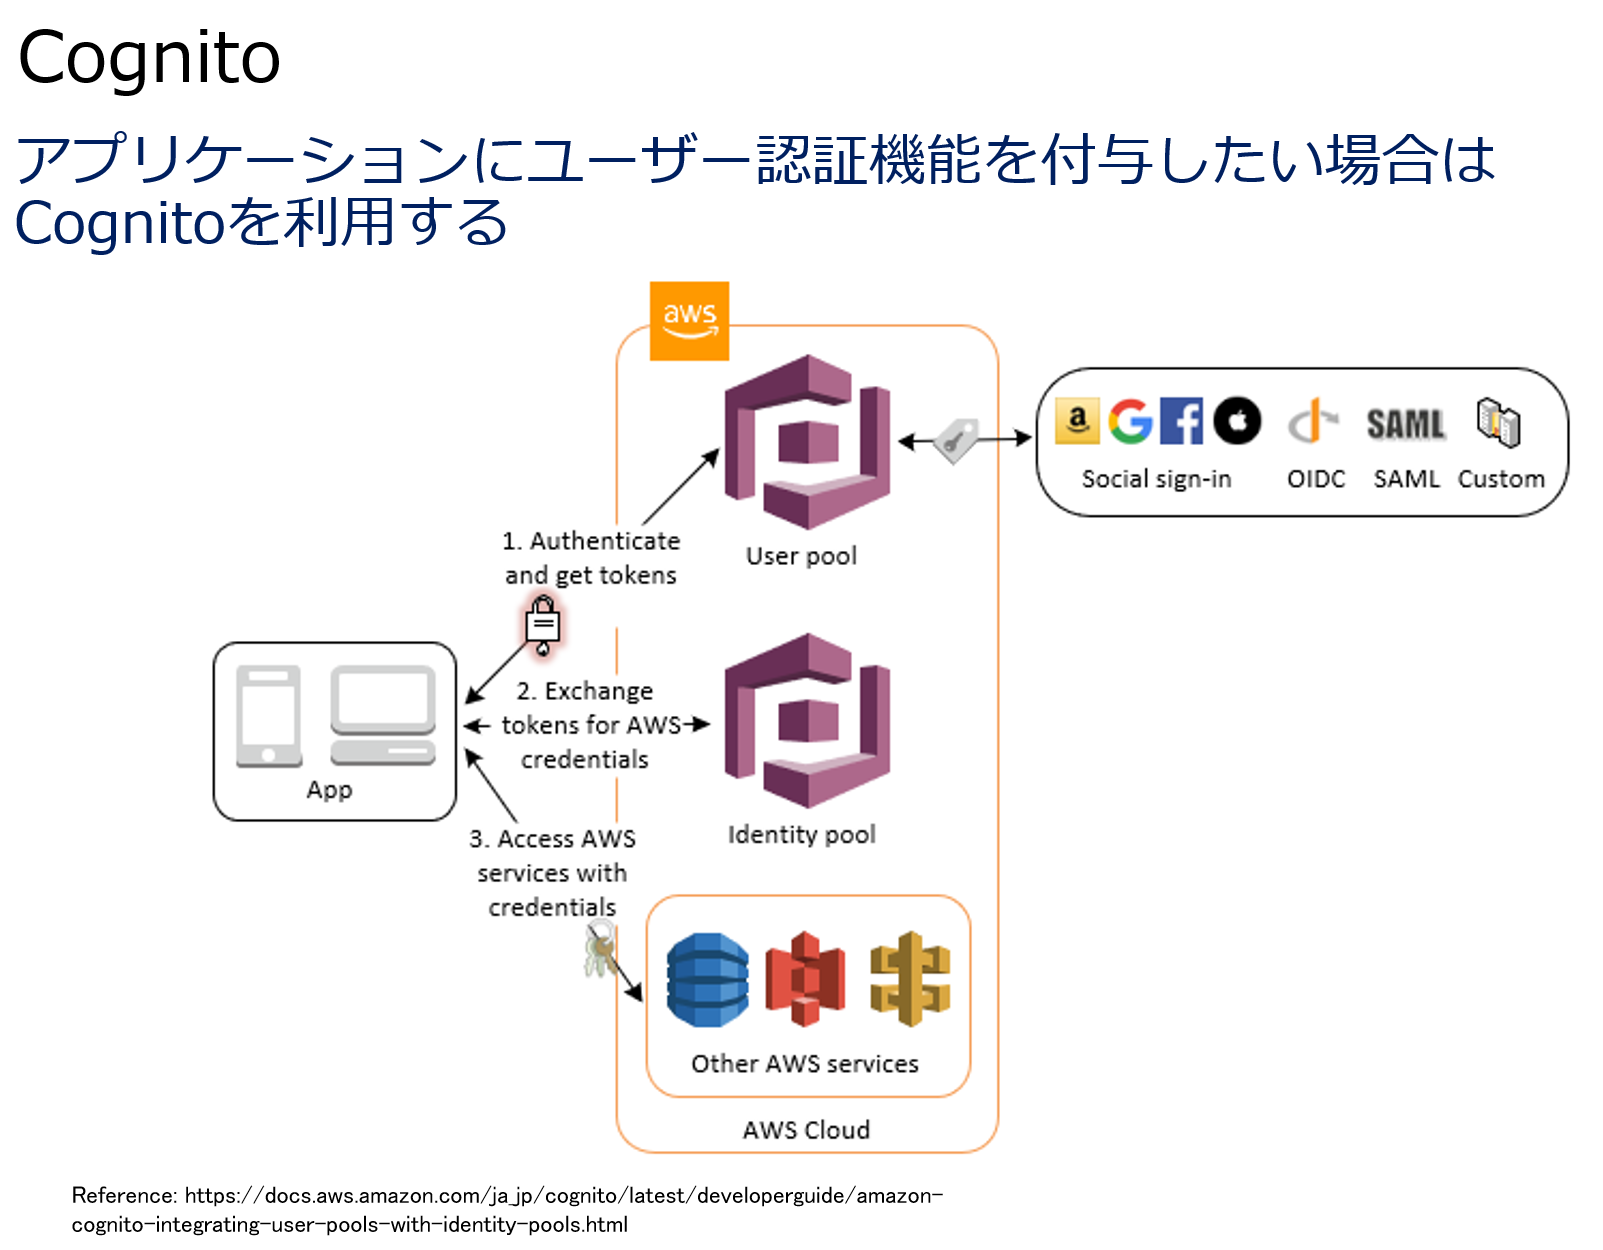 Cognito
アプリケーションにユーザー認証機能を付与したい場合は
Cognitoを利用する
aws
a
SAML
Social sign-in
OIDC
SAML
Custom
User pool
1. Authenticate
and get tokens
2. Exchange
tokens for AWS
credentials
App
Identity pool
3. Access AWS
services with
credentials
Other AWS services
AWS Cloud
Reference: https://docs.aws.amazon.com/ja_jp/cognito/latest/developerguide/amazon-
cognito-integrating-user-pools-with-identity-pools.html